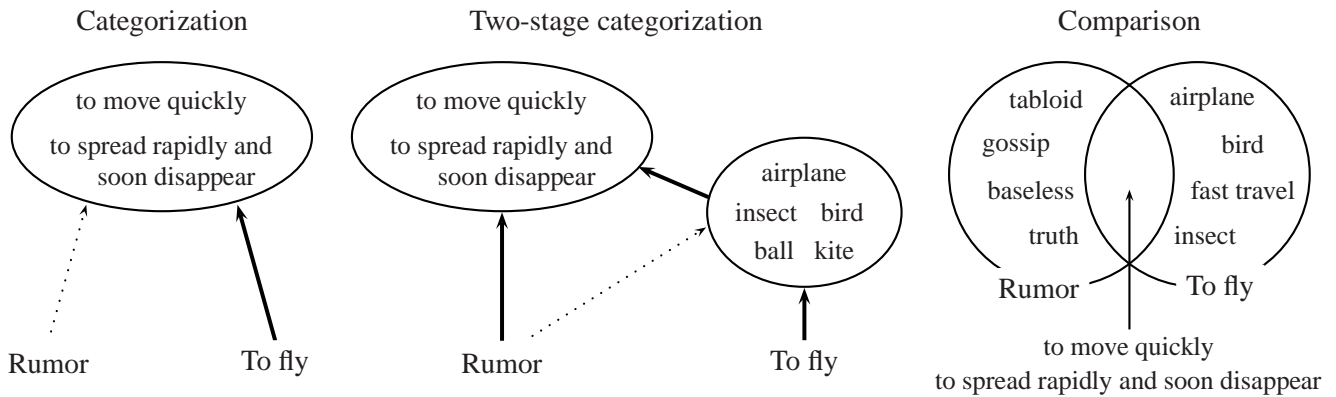 Categorization
to move quickly
to spread rapidly and
soon disappear
Rumor
To fly
Two-stage categorization
to move quickly
to spread rapidly and
soon disappear
airplane
insect bird
ball kite
Rumor
To fly
Comparison
tabloid
gossip
baseless
truth
Rumor
airplane
bird
fast travel
insect
To fly
to move quickly
to spread rapidly and soon disappear